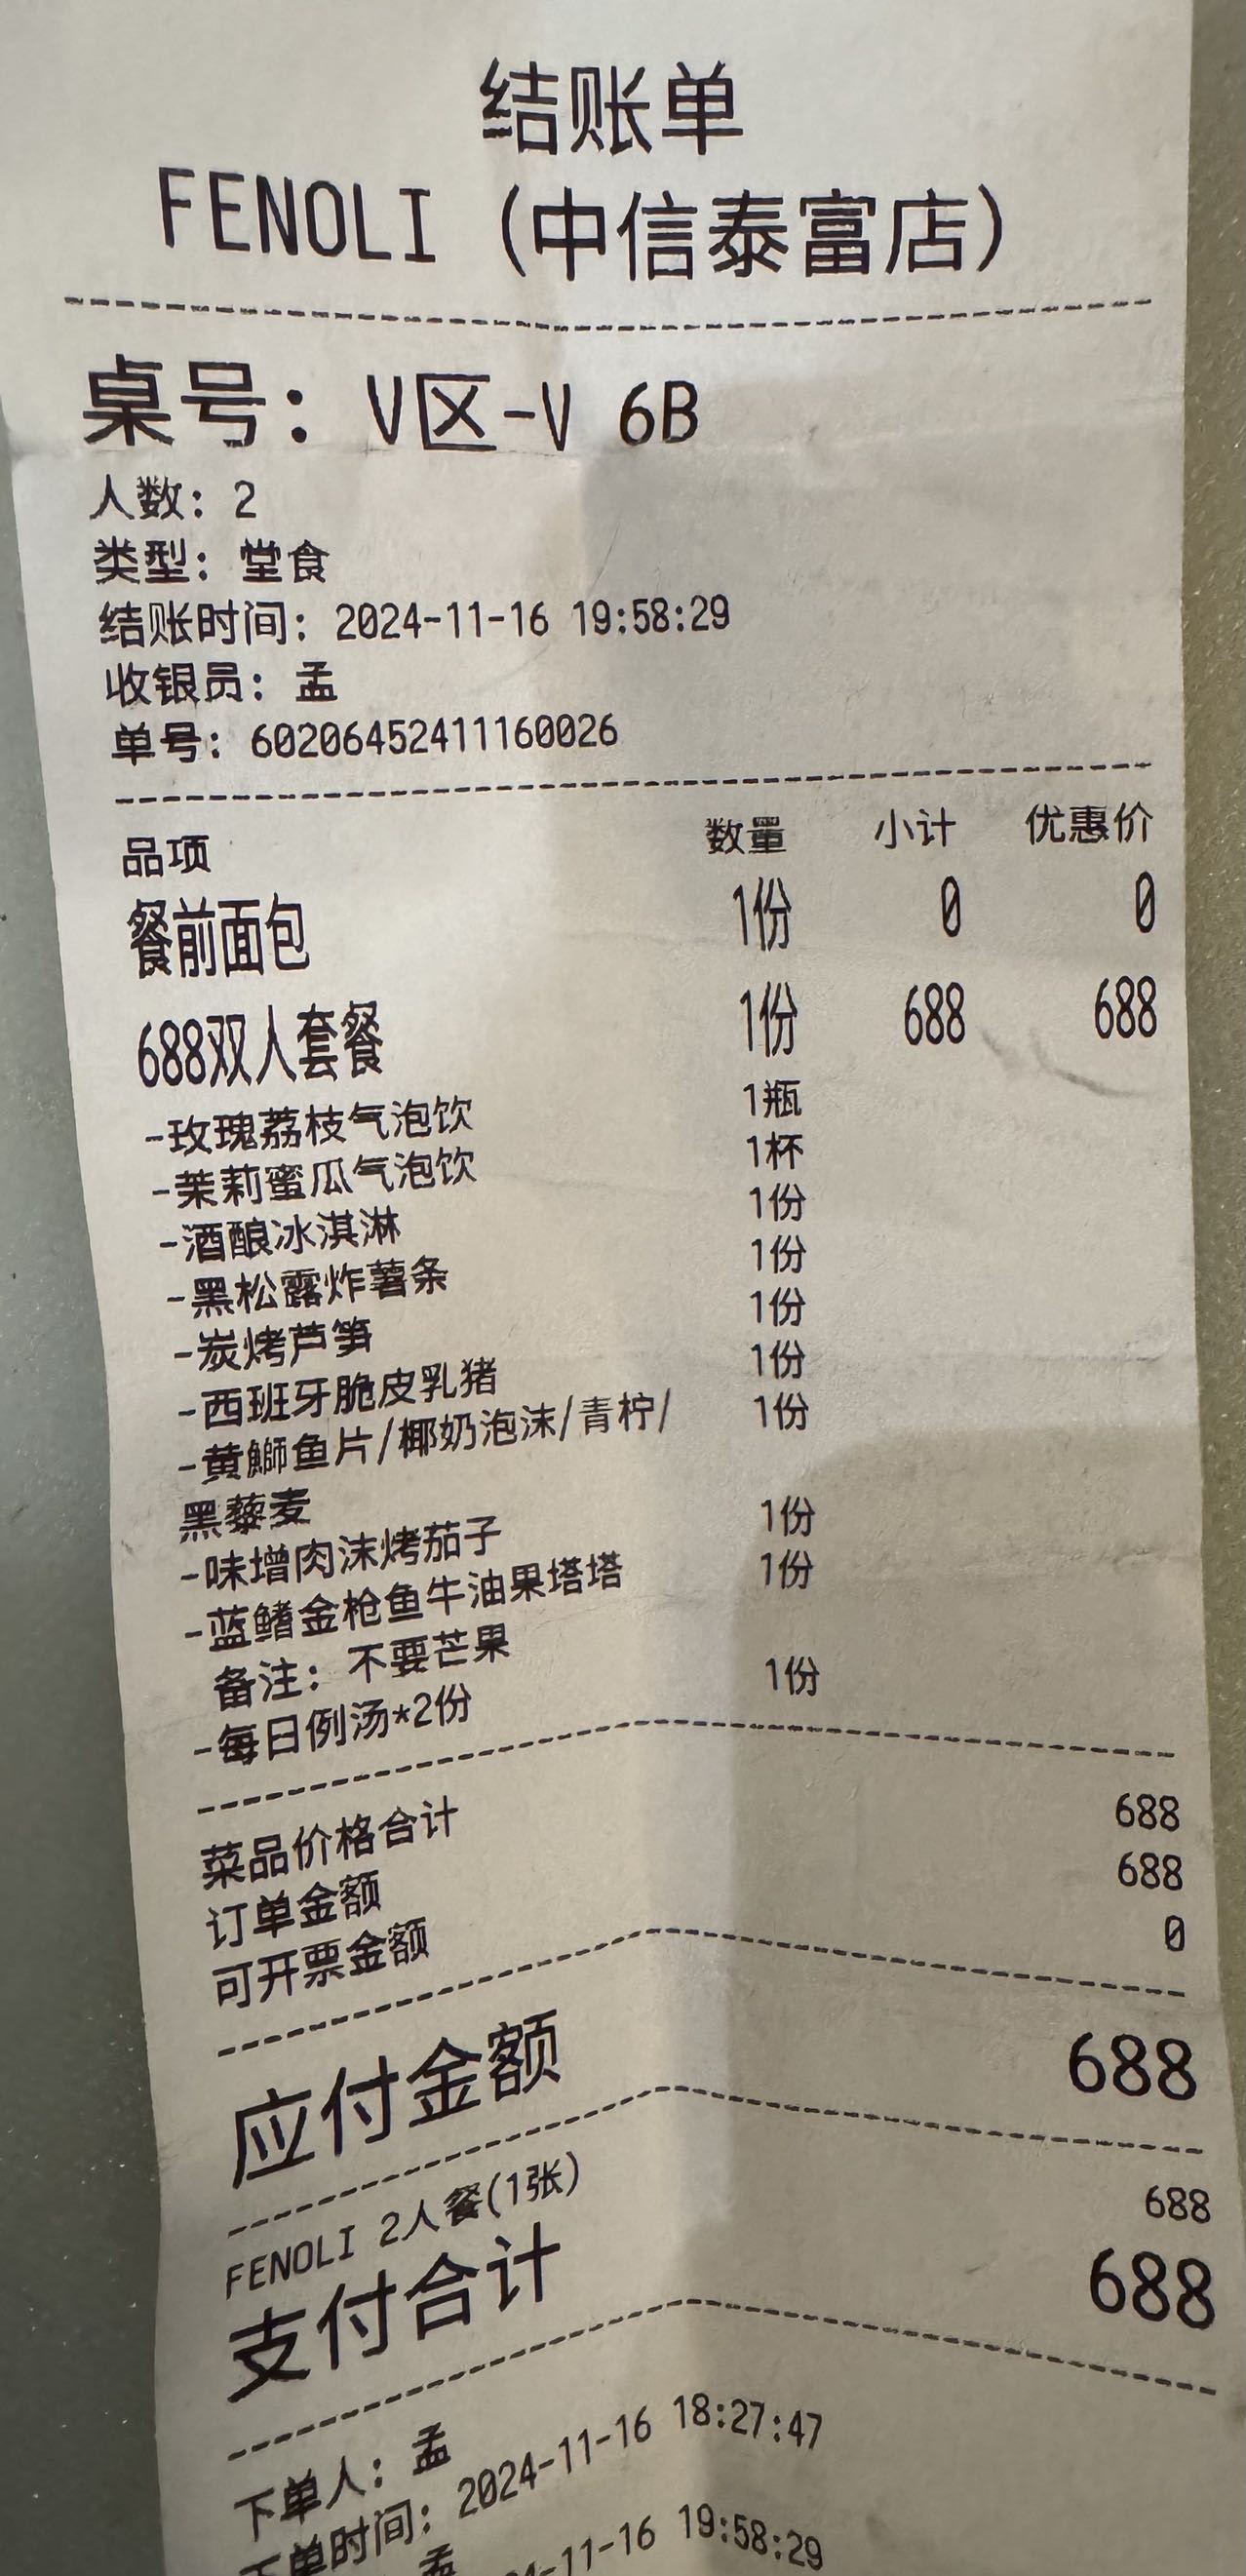 结账单
FENOLI (中信泰富店)
桌号: V区-V 6B
人数: 2
类型: 堂食
结账时间: 2024-11-16 19:58:29
收银员: 孟
单号: 60206452411160026
品项 数量 小计 优惠价
餐前面包 1份 0 0
688双人套餐 1份 688 688
-玫瑰荔枝气泡饮 1瓶
-茉莉蜜瓜气泡饮 1杯
-酒酿冰淇淋 1份
-黑松露炸薯条 1份
-炭烤芦笋 1份
-西班牙脆皮乳猪 1份
-黄鰤鱼片/椰奶泡沫/青柠/ 1份
黑藜麦
-味增肉沫烤茄子 1份
-蓝鳍金枪鱼牛油果塔塔 1份
备注: 不要芒果
-每日例汤*2份 1份
菜品价格合计 688
订单金额 688
可开票金额 0
应付金额 688
FENOLI 2人餐(1张) 688
支付合计 688
下单人: 孟
下单时间: 2024-11-16 18:27:47
孟
-11-16 19:58:29